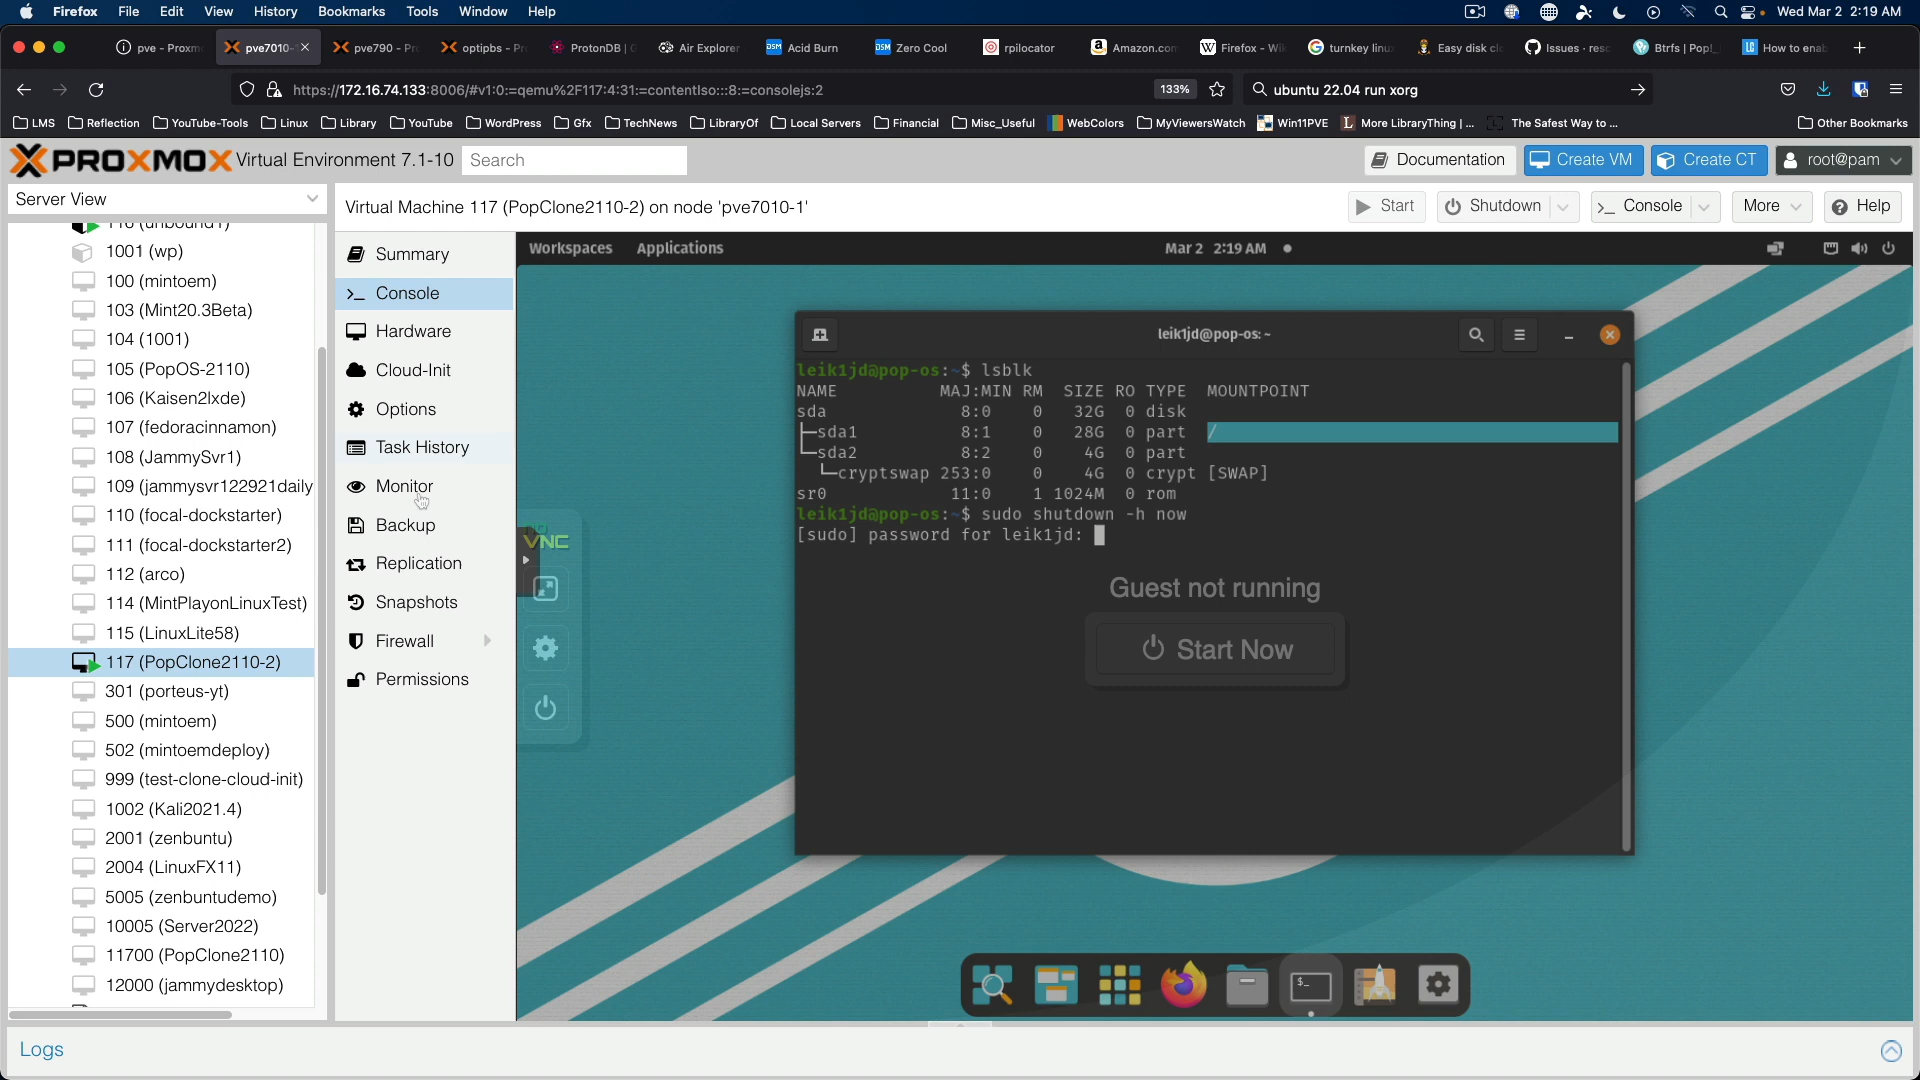 Firefox File Edit View History Bookmarks Tools Window Help Wed Mar 2 2:19 AM
pve - Proxm pve7010- pve790 - Pr optipbs - Pr ProtonDB | G Air Explorer Acid Burn Zero Cool rpilocator Amazon.com Firefox - Wik turnkey linu Easy disk cl Issues · resc Btrfs | Pop!_ How to enab
https://172.16.74.133:8006/#v1:0:=qemu%2F117:4:31:=contentIso:::8:=consolejs:2 133% ubuntu 22.04 run xorg
LMS Reflection YouTube-Tools Linux Library YouTube WordPress Gfx TechNews LibraryOf Local Servers Financial Misc_Useful WebColors MyViewersWatch Win11PVE More LibraryThing | ... The Safest Way to ... Other Bookmarks
PROXMOX Virtual Environment 7.1-10 Search Documentation Create VM Create CT root@pam
Server View
Virtual Machine 117 (PopClone2110-2) on node 'pve7010-1' Start Shutdown Console More Help
1001 (wp)
100 (mintoem)
103 (Mint20.3Beta)
104 (1001)
105 (PopOS-2110)
106 (Kaisen2lxde)
107 (fedoracinnamon)
108 (JammySvr1)
109 (jammysvr122921daily
110 (focal-dockstarter)
111 (focal-dockstarter2)
112 (arco)
114 (MintPlayonLinuxTest)
115 (LinuxLite58)
117 (PopClone2110-2)
301 (porteus-yt)
500 (mintoem)
502 (mintoemdeploy)
999 (test-clone-cloud-init)
1002 (Kali2021.4)
2001 (zenbuntu)
2004 (LinuxFX11)
5005 (zenbuntudemo)
10005 (Server2022)
11700 (PopClone2110)
12000 (jammydesktop)
Summary
Console
Hardware
Cloud-Init
Options
Task History
Monitor
Backup
Replication
Snapshots
Firewall
Permissions
Workspaces Applications Mar 2 2:19 AM
VNC
leik1jd@pop-os: ~
leik1jd@pop-os:~$ lsblk
NAME MAJ:MIN RM SIZE RO TYPE MOUNTPOINT
sda 8:0 0 32G 0 disk
├─sda1 8:1 0 28G 0 part /
└─sda2 8:2 0 4G 0 part
└─cryptswap 253:0 0 4G 0 crypt [SWAP]
sr0 11:0 1 1024M 0 rom
leik1jd@pop-os:~$ sudo shutdown -h now
[sudo] password for leik1jd:
Guest not running
Start Now
Logs